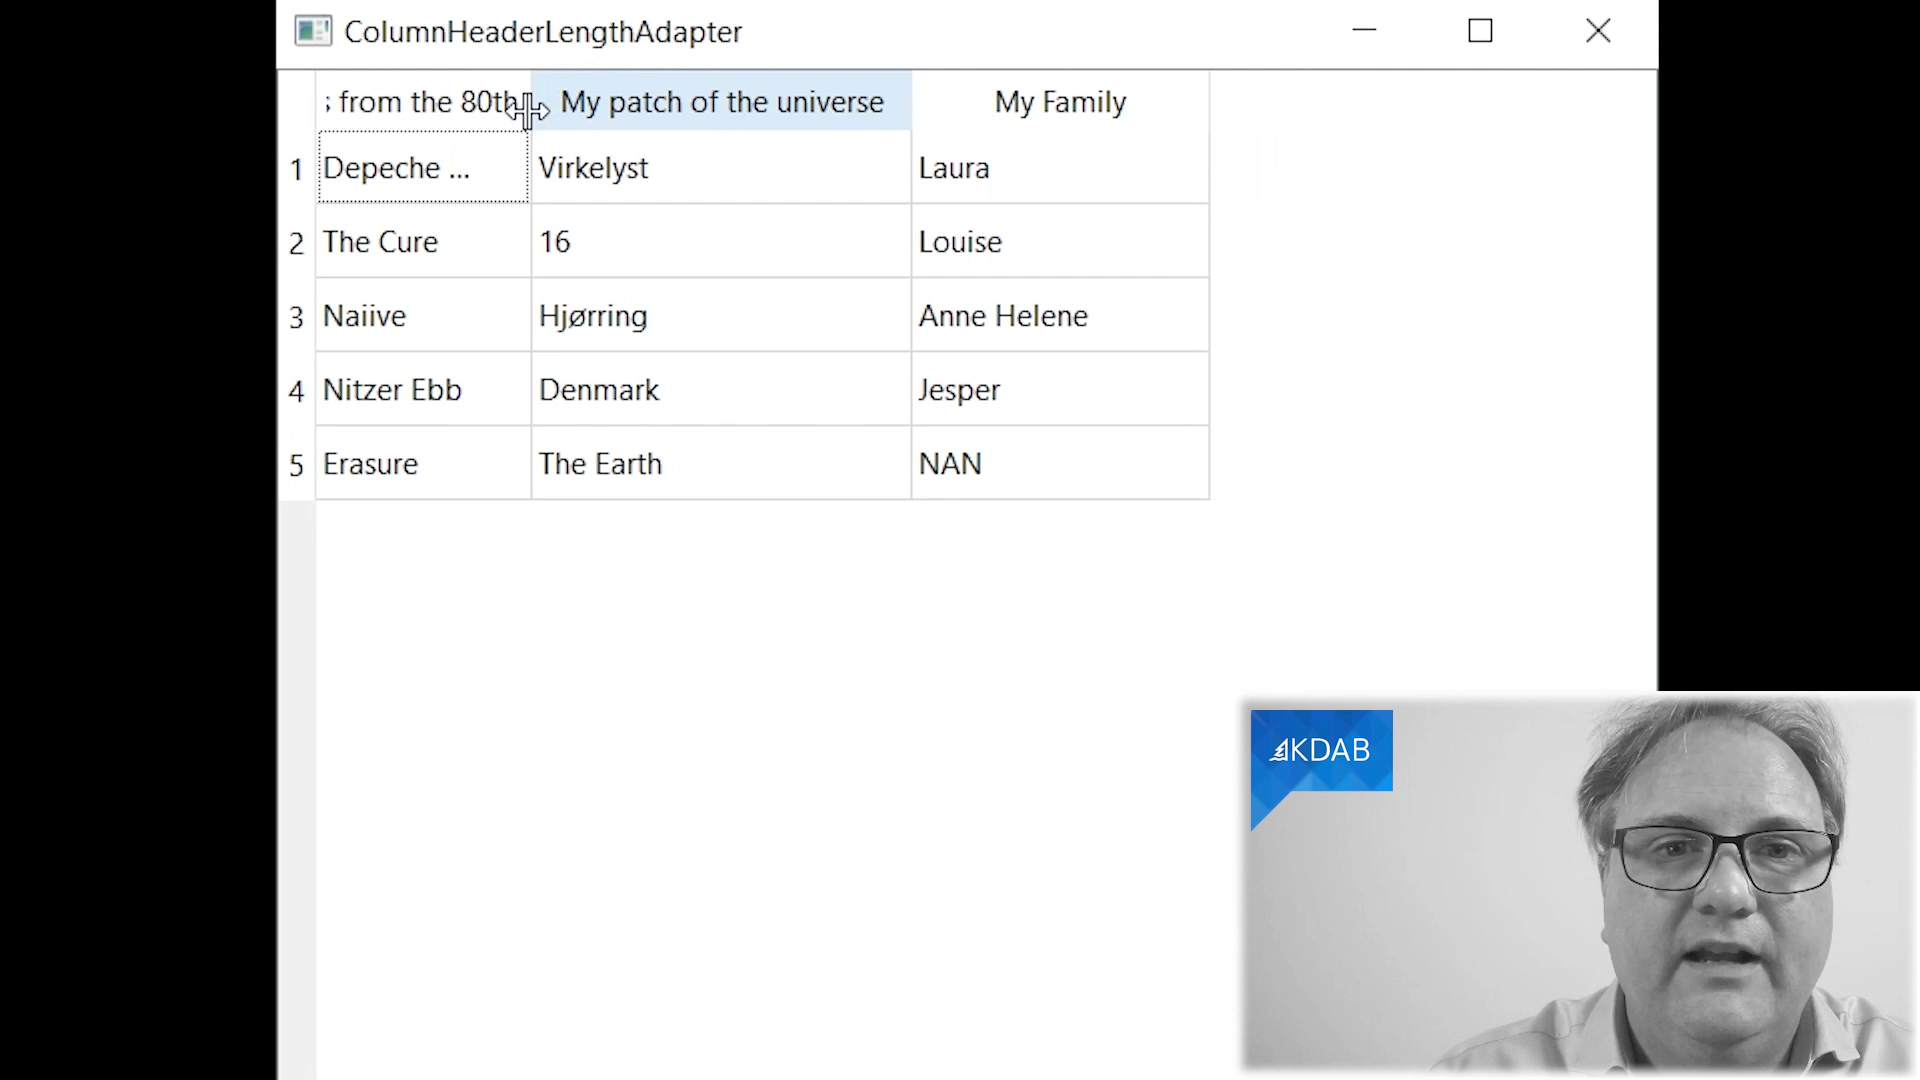 ColumnHeaderLengthAdapter
s from the 80th My patch of the universe My Family
1 Depeche ... Virkelyst Laura
2 The Cure 16 Louise
3 Naiive Hjørring Anne Helene
4 Nitzer Ebb Denmark Jesper
5 Erasure The Earth NAN
KDAB